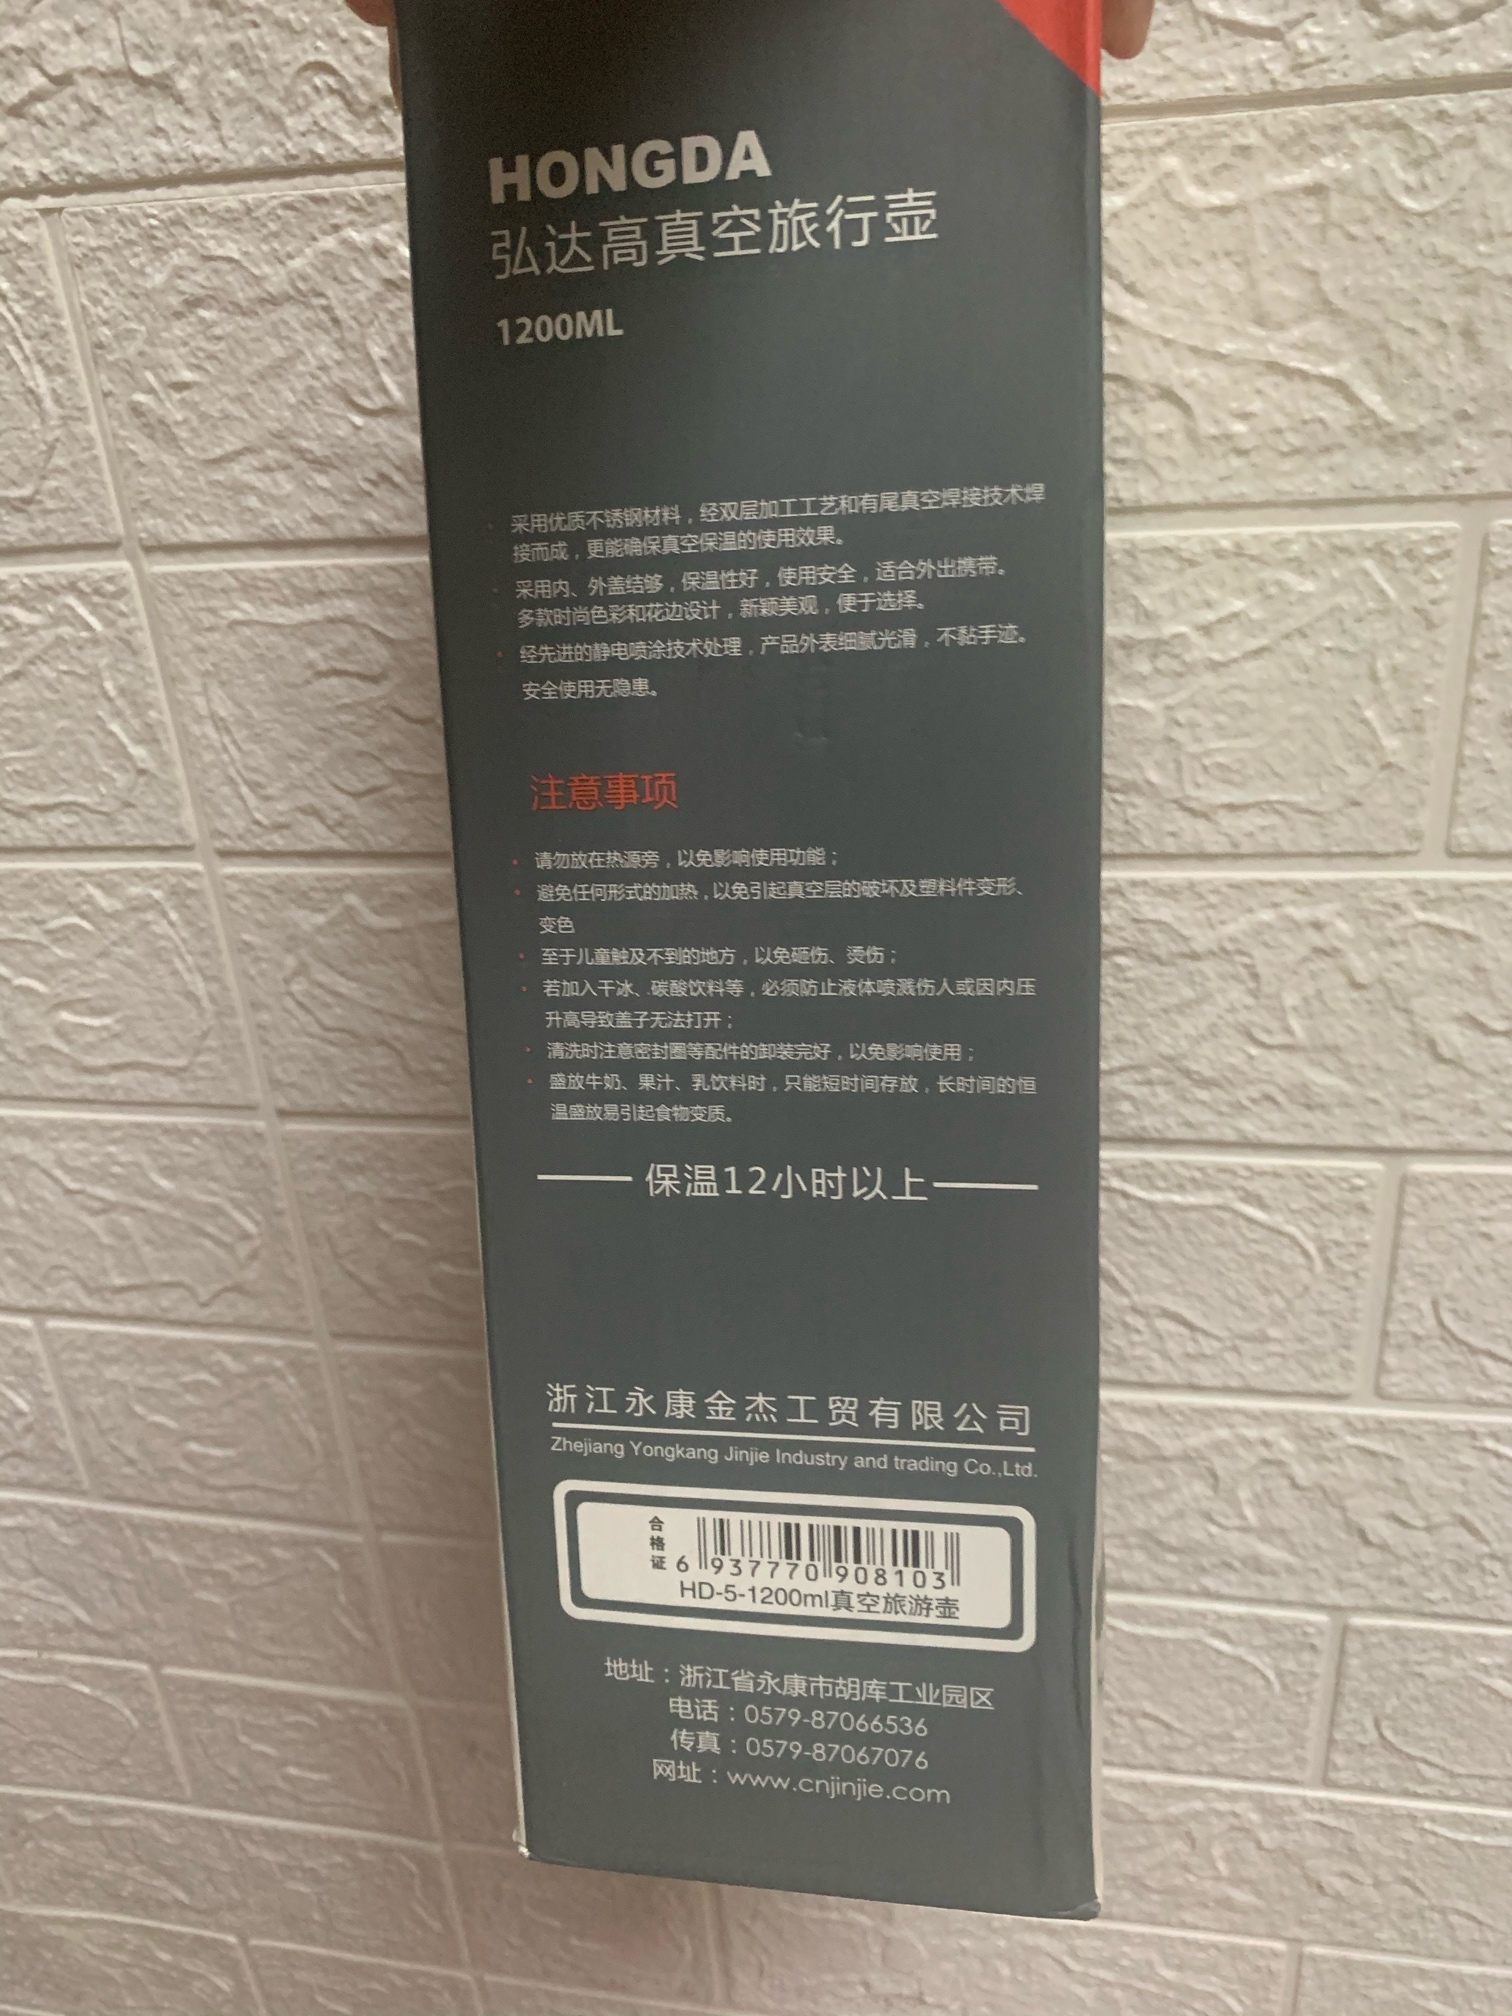 HONGDA
弘达高真空旅行壶
1200ML
采用优质不锈钢材料，经双层加工工艺和有尾真空焊接技术焊
接而成，更能确保真空保温的使用效果。
采用内、外盖结够，保温性好，使用安全，适合外出携带。
多款时尚色彩和花边设计，新颖美观，便于选择。
经先进的静电喷涂技术处理，产品外表细腻光滑，不黏手迹。
安全使用无隐患。
注意事项
请勿放在热源旁，以免影响使用功能；
避免任何形式的加热，以免引起真空层的破坏及塑料件变形、
变色
至于儿童触及不到的地方，以免砸伤、烫伤；
若加入干冰、碳酸饮料等，必须防止液体喷溅伤人或因内压
升高导致盖子无法打开；
清洗时注意密封圈等配件的卸装完好，以免影响使用；
盛放牛奶、果汁、乳饮料时，只能短时间存放，长时间的恒
温盛放易引起食物变质。
保温12小时以上
浙江永康金杰工贸有限公司
Zhejiang Yongkang Jinjie Industry and trading Co.,Ltd.
合格证
6 937770 908103
HD-5-1200ml真空旅游壶
地址：浙江省永康市胡库工业园区
电话：0579-87066536
传真：0579-87067076
网址：www.cnjinjie.com